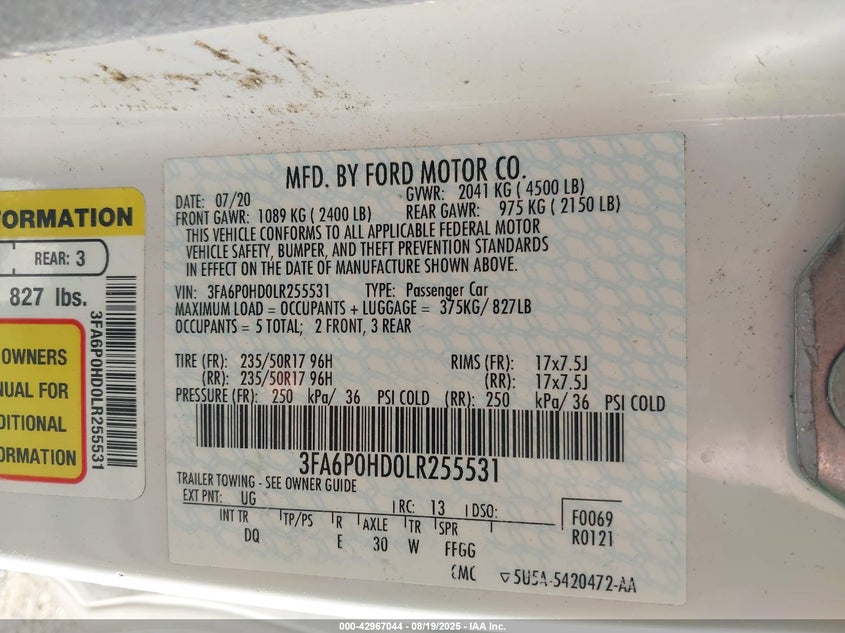 MFD. BY FORD MOTOR CO.
DATE: 07/20 GVWR: 2041 KG ( 4500 LB)
FRONT GAWR: 1089 KG ( 2400 LB) REAR GAWR: 975 KG ( 2150 LB)
THIS VEHICLE CONFORMS TO ALL APPLICABLE FEDERAL MOTOR
VEHICLE SAFETY, BUMPER, AND THEFT PREVENTION STANDARDS
IN EFFECT ON THE DATE OF MANUFACTURE SHOWN ABOVE.
VIN: 3FA6P0HD0LR255531 TYPE: Passenger Car
MAXIMUM LOAD = OCCUPANTS + LUGGAGE = 375KG/ 827LB
OCCUPANTS = 5 TOTAL; 2 FRONT, 3 REAR
TIRE (FR): 235/50R17 96H RIMS (FR): 17x7.5J
(RR): 235/50R17 96H (RR): 17x7.5J
PRESSURE (FR): 250 kPa/ 36 PSI COLD (RR): 250 kPa/ 36 PSI COLD
3FA6P0HD0LR255531
TRAILER TOWING - SEE OWNER GUIDE
EXT PNT: UG RC: 13 DSO:
INT TR TP/PS R AXLE TR SPR
DQ E 30 W FFGG
F0069
R0121
CMC 5U5A-5420472-AA
FORMATION
REAR: 3
827 lbs.
OWNERS
NUAL FOR
DITIONAL
FORMATION
3FA6P0HD0LR255531
000-42967044 - 08/19/2025 - IAA Inc.